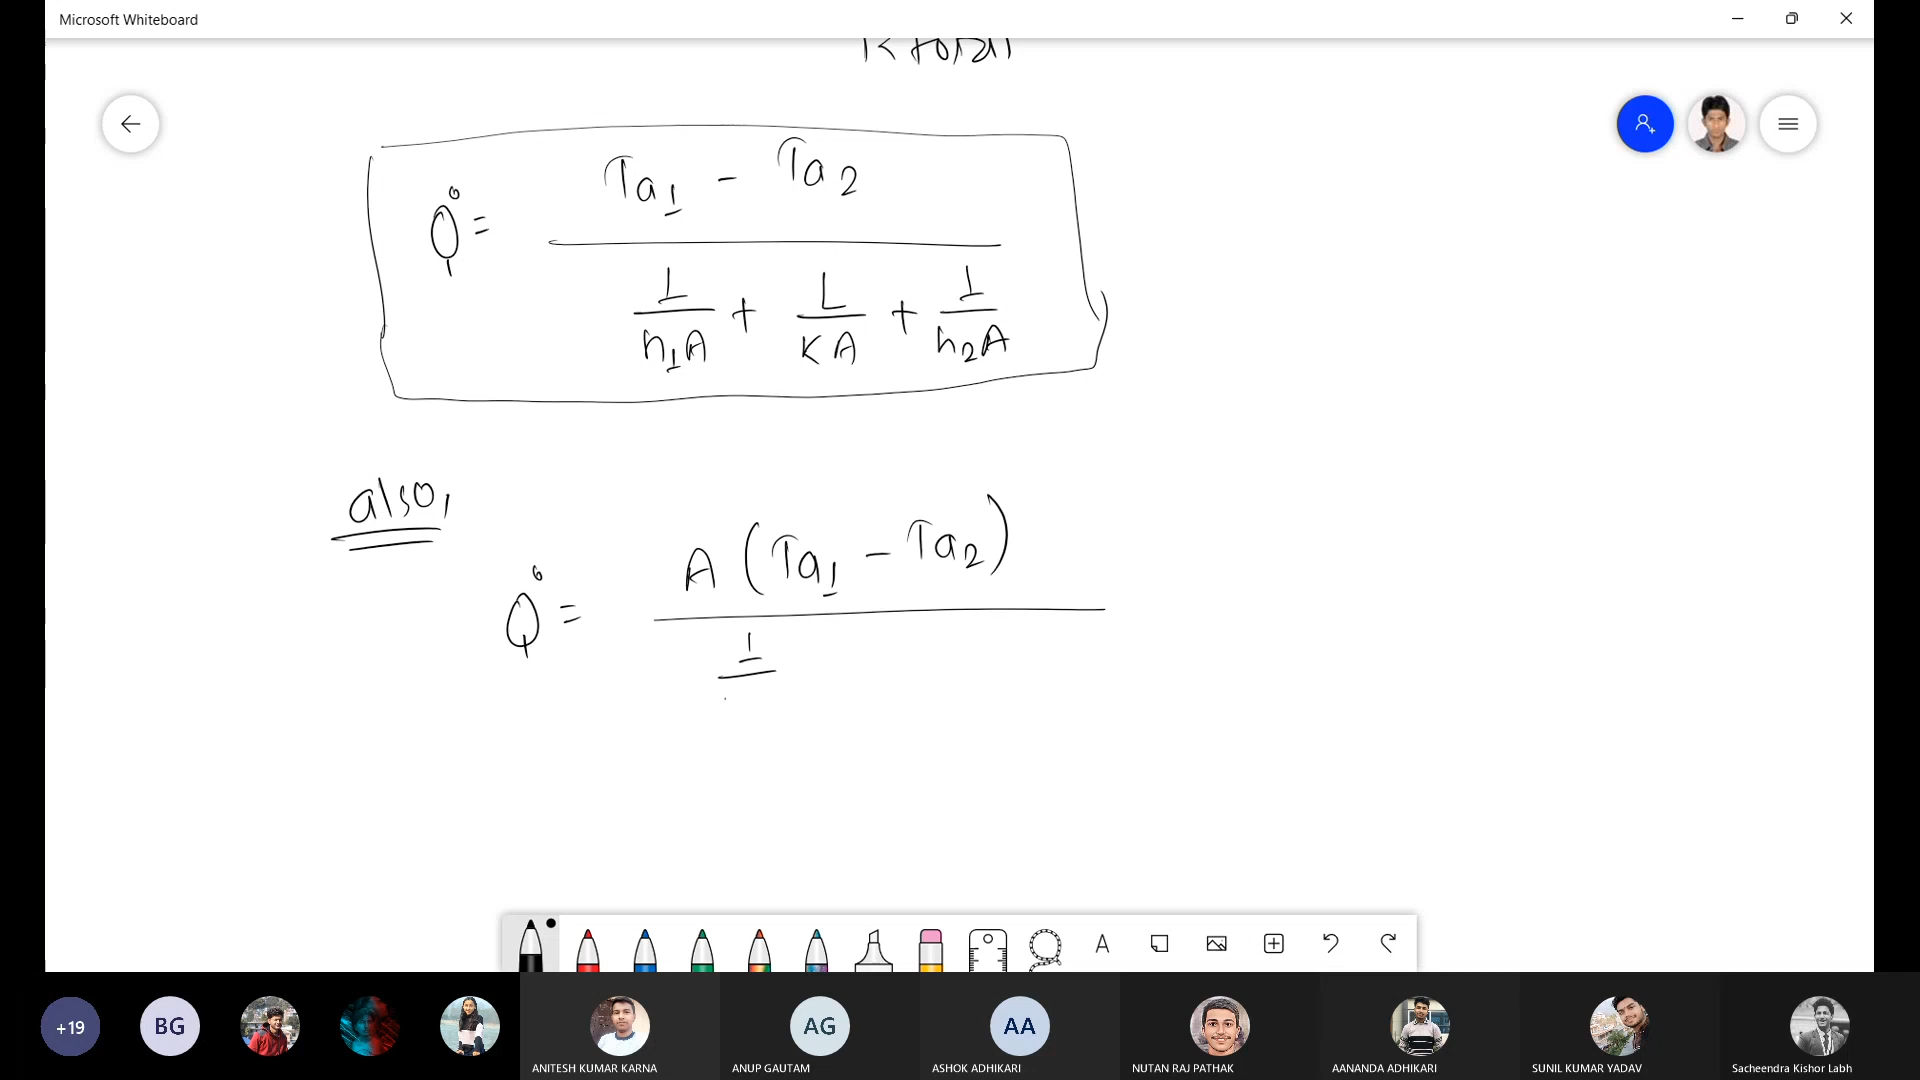 Microsoft Whiteboard
Q̇ = Ta1 - Ta2
1/h1A + L/KA + 1/h2A
also,
Q̇ = A (Ta1 - Ta2)
1
A
+19
BG
AG
AA
ANITESH KUMAR KARNA
ANUP GAUTAM
ASHOK ADHIKARI
NUTAN RAJ PATHAK
AANANDA ADHIKARI
SUNIL KUMAR YADAV
Sacheendra Kishor Labh